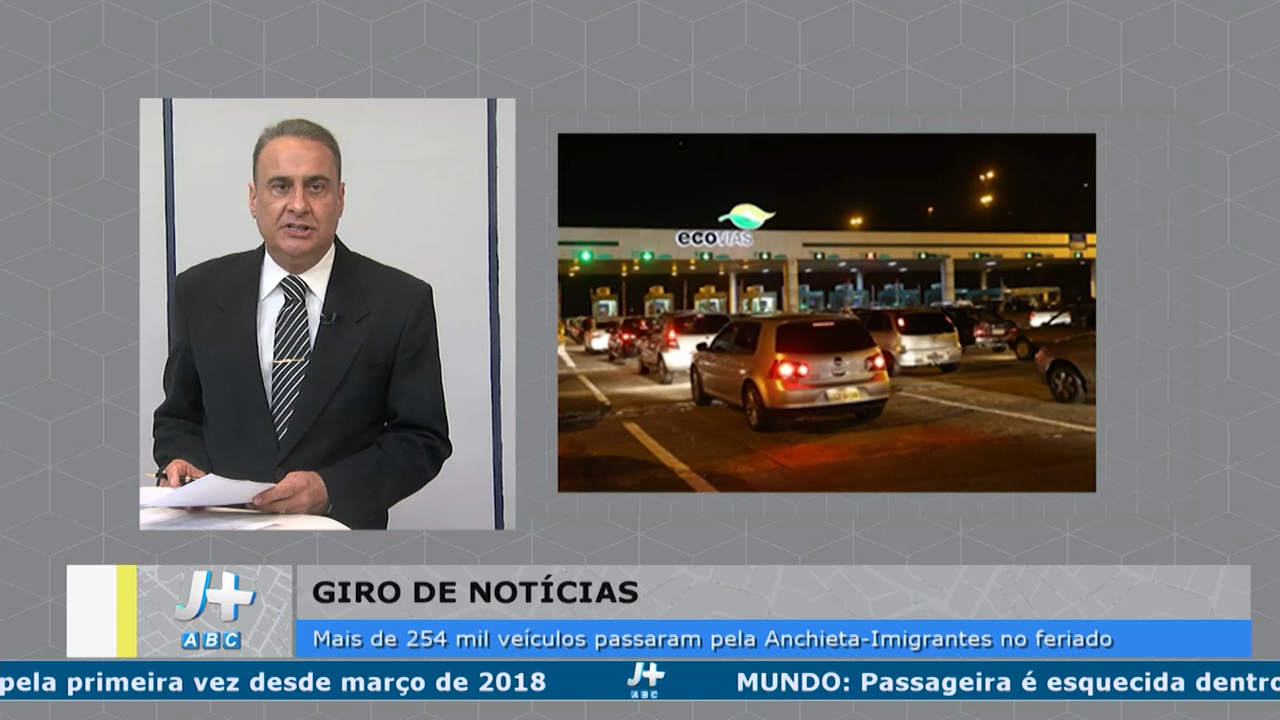 ecoVIAS
GIRO DE NOTÍCIAS
J+
ABC
Mais de 254 mil veículos passaram pela Anchieta-Imigrantes no feriado
pela primeira vez desde março de 2018 J+ ABC MUNDO: Passageira é esquecida dentro